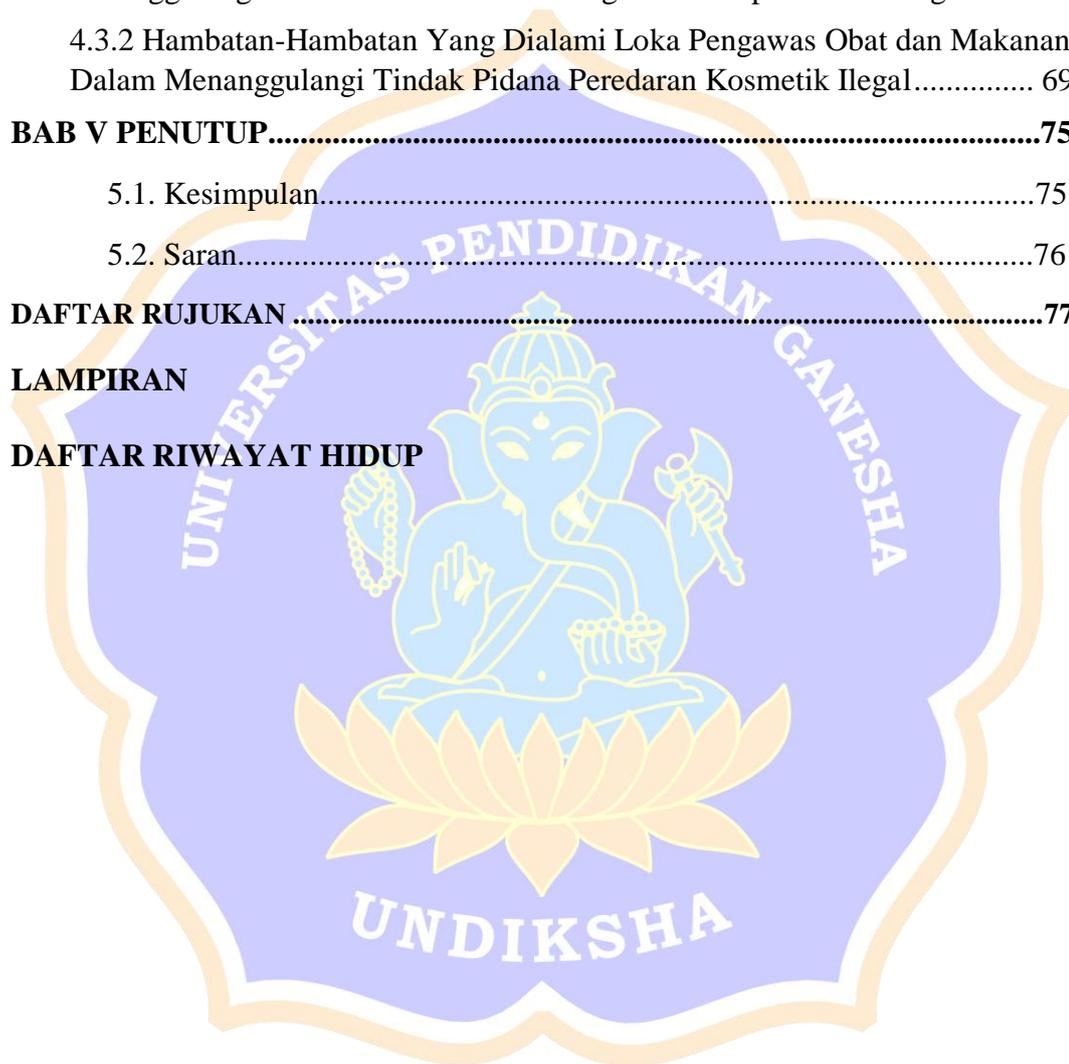 4.3.2 Hambatan-Hambatan Yang Dialami Loka Pengawas Obat dan Makanan
Dalam Menanggulangi Tindak Pidana Peredaran Kosmetik Ilegal.............. 69
BAB V PENUTUP.....................................................................................................75
5.1. Kesimpulan..........................................................................................75
5.2. Saran....................................................................................................76
DAFTAR RUJUKAN ...............................................................................................77
LAMPIRAN
DAFTAR RIWAYAT HIDUP
UNIVERSITAS PENDIDIKAN GANESHA
UNDIKSHA